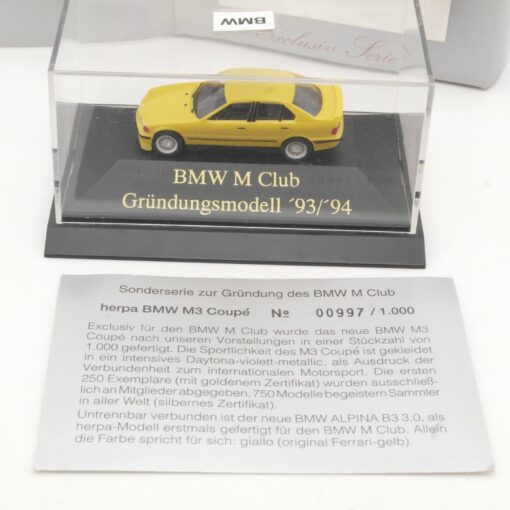 BMW
Exclusiv Serie
BMW M Club
Gründungsmodell ´93/´94
Sonderserie zur Gründung des BMW M Club
herpa BMW M3 Coupé № 00997 / 1.000
Exclusiv für den BMW M Club wurde das neue BMW M3
Coupé nach unseren Vorstellungen in einer Stückzahl von
1.000 gefertigt. Die Sportlichkeit des M3 Coupé ist gekleidet
in ein intensives Daytona-violett-metallic, als Ausdruck der
Verbundenheit zum internationalen Motorsport. Die ersten
250 Exemplare (mit goldenem Zertifikat) wurden ausschließ-
lich an Mitglieder abgegeben. 750 Modelle begeistern Sammler
in aller Welt (silbernes Zertifikat).
Untrennbar verbunden ist der neue BMW ALPINA B3 3.0, als
herpa-Modell erstmals gefertigt für den BMW M Club. Allein
die Farbe spricht für sich: giallo (original Ferrari-gelb).